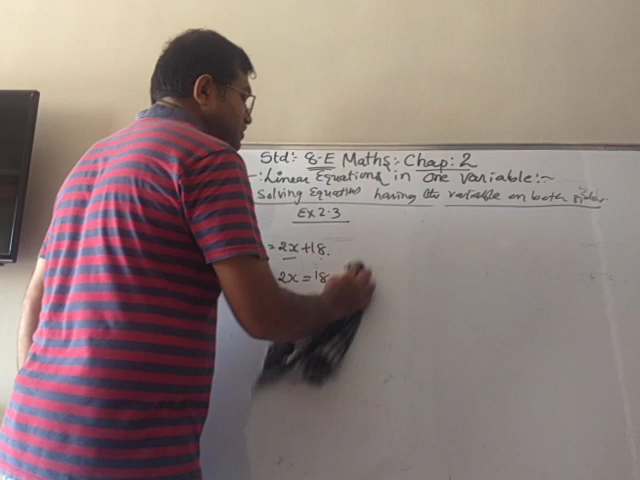 Std:- 8-E Maths:- Chap: 2
-: Linear Equations in one Variable:-
Solving Equations having the variable on both sides
Ex 2.3
= 2x + 18.
2x = 18